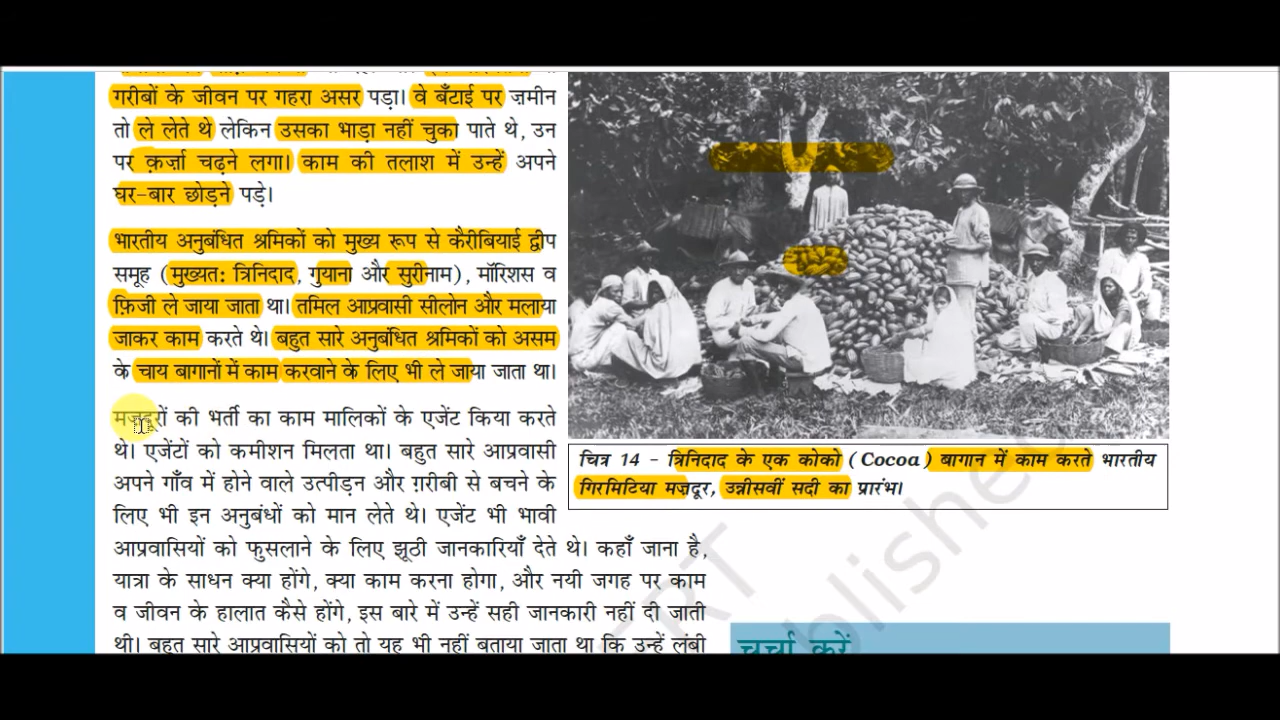 गरीबों के जीवन पर गहरा असर पड़ा। वे बँटाई पर ज़मीन
तो ले लेते थे लेकिन उसका भाड़ा नहीं चुका पाते थे, उन
पर क़र्ज़ा चढ़ने लगा। काम की तलाश में उन्हें अपने
घर-बार छोड़ने पड़े।
भारतीय अनुबंधित श्रमिकों को मुख्य रूप से कैरीबियाई द्वीप
समूह (मुख्यतः त्रिनिदाद, गुयाना और सुरीनाम), मॉरिशस व
फ़िजी ले जाया जाता था। तमिल आप्रवासी सीलोन और मलाया
जाकर काम करते थे। बहुत सारे अनुबंधित श्रमिकों को असम
के चाय बागानों में काम करवाने के लिए भी ले जाया जाता था।
मज़दूरों की भर्ती का काम मालिकों के एजेंट किया करते
थे। एजेंटों को कमीशन मिलता था। बहुत सारे आप्रवासी
अपने गाँव में होने वाले उत्पीड़न और ग़रीबी से बचने के
लिए भी इन अनुबंधों को मान लेते थे। एजेंट भी भावी
आप्रवासियों को फुसलाने के लिए झूठी जानकारियाँ देते थे। कहाँ जाना है,
यात्रा के साधन क्या होंगे, क्या काम करना होगा, और नयी जगह पर काम
व जीवन के हालात कैसे होंगे, इस बारे में उन्हें सही जानकारी नहीं दी जाती
थी। बहुत सारे आप्रवासियों को तो यह भी नहीं बताया जाता था कि उन्हें लंबी
चित्र 14 – त्रिनिदाद के एक कोको (Cocoa) बागान में काम करते भारतीय
गिरमिटिया मज़दूर, उन्नीसवीं सदी का प्रारंभ।
चर्चा करें